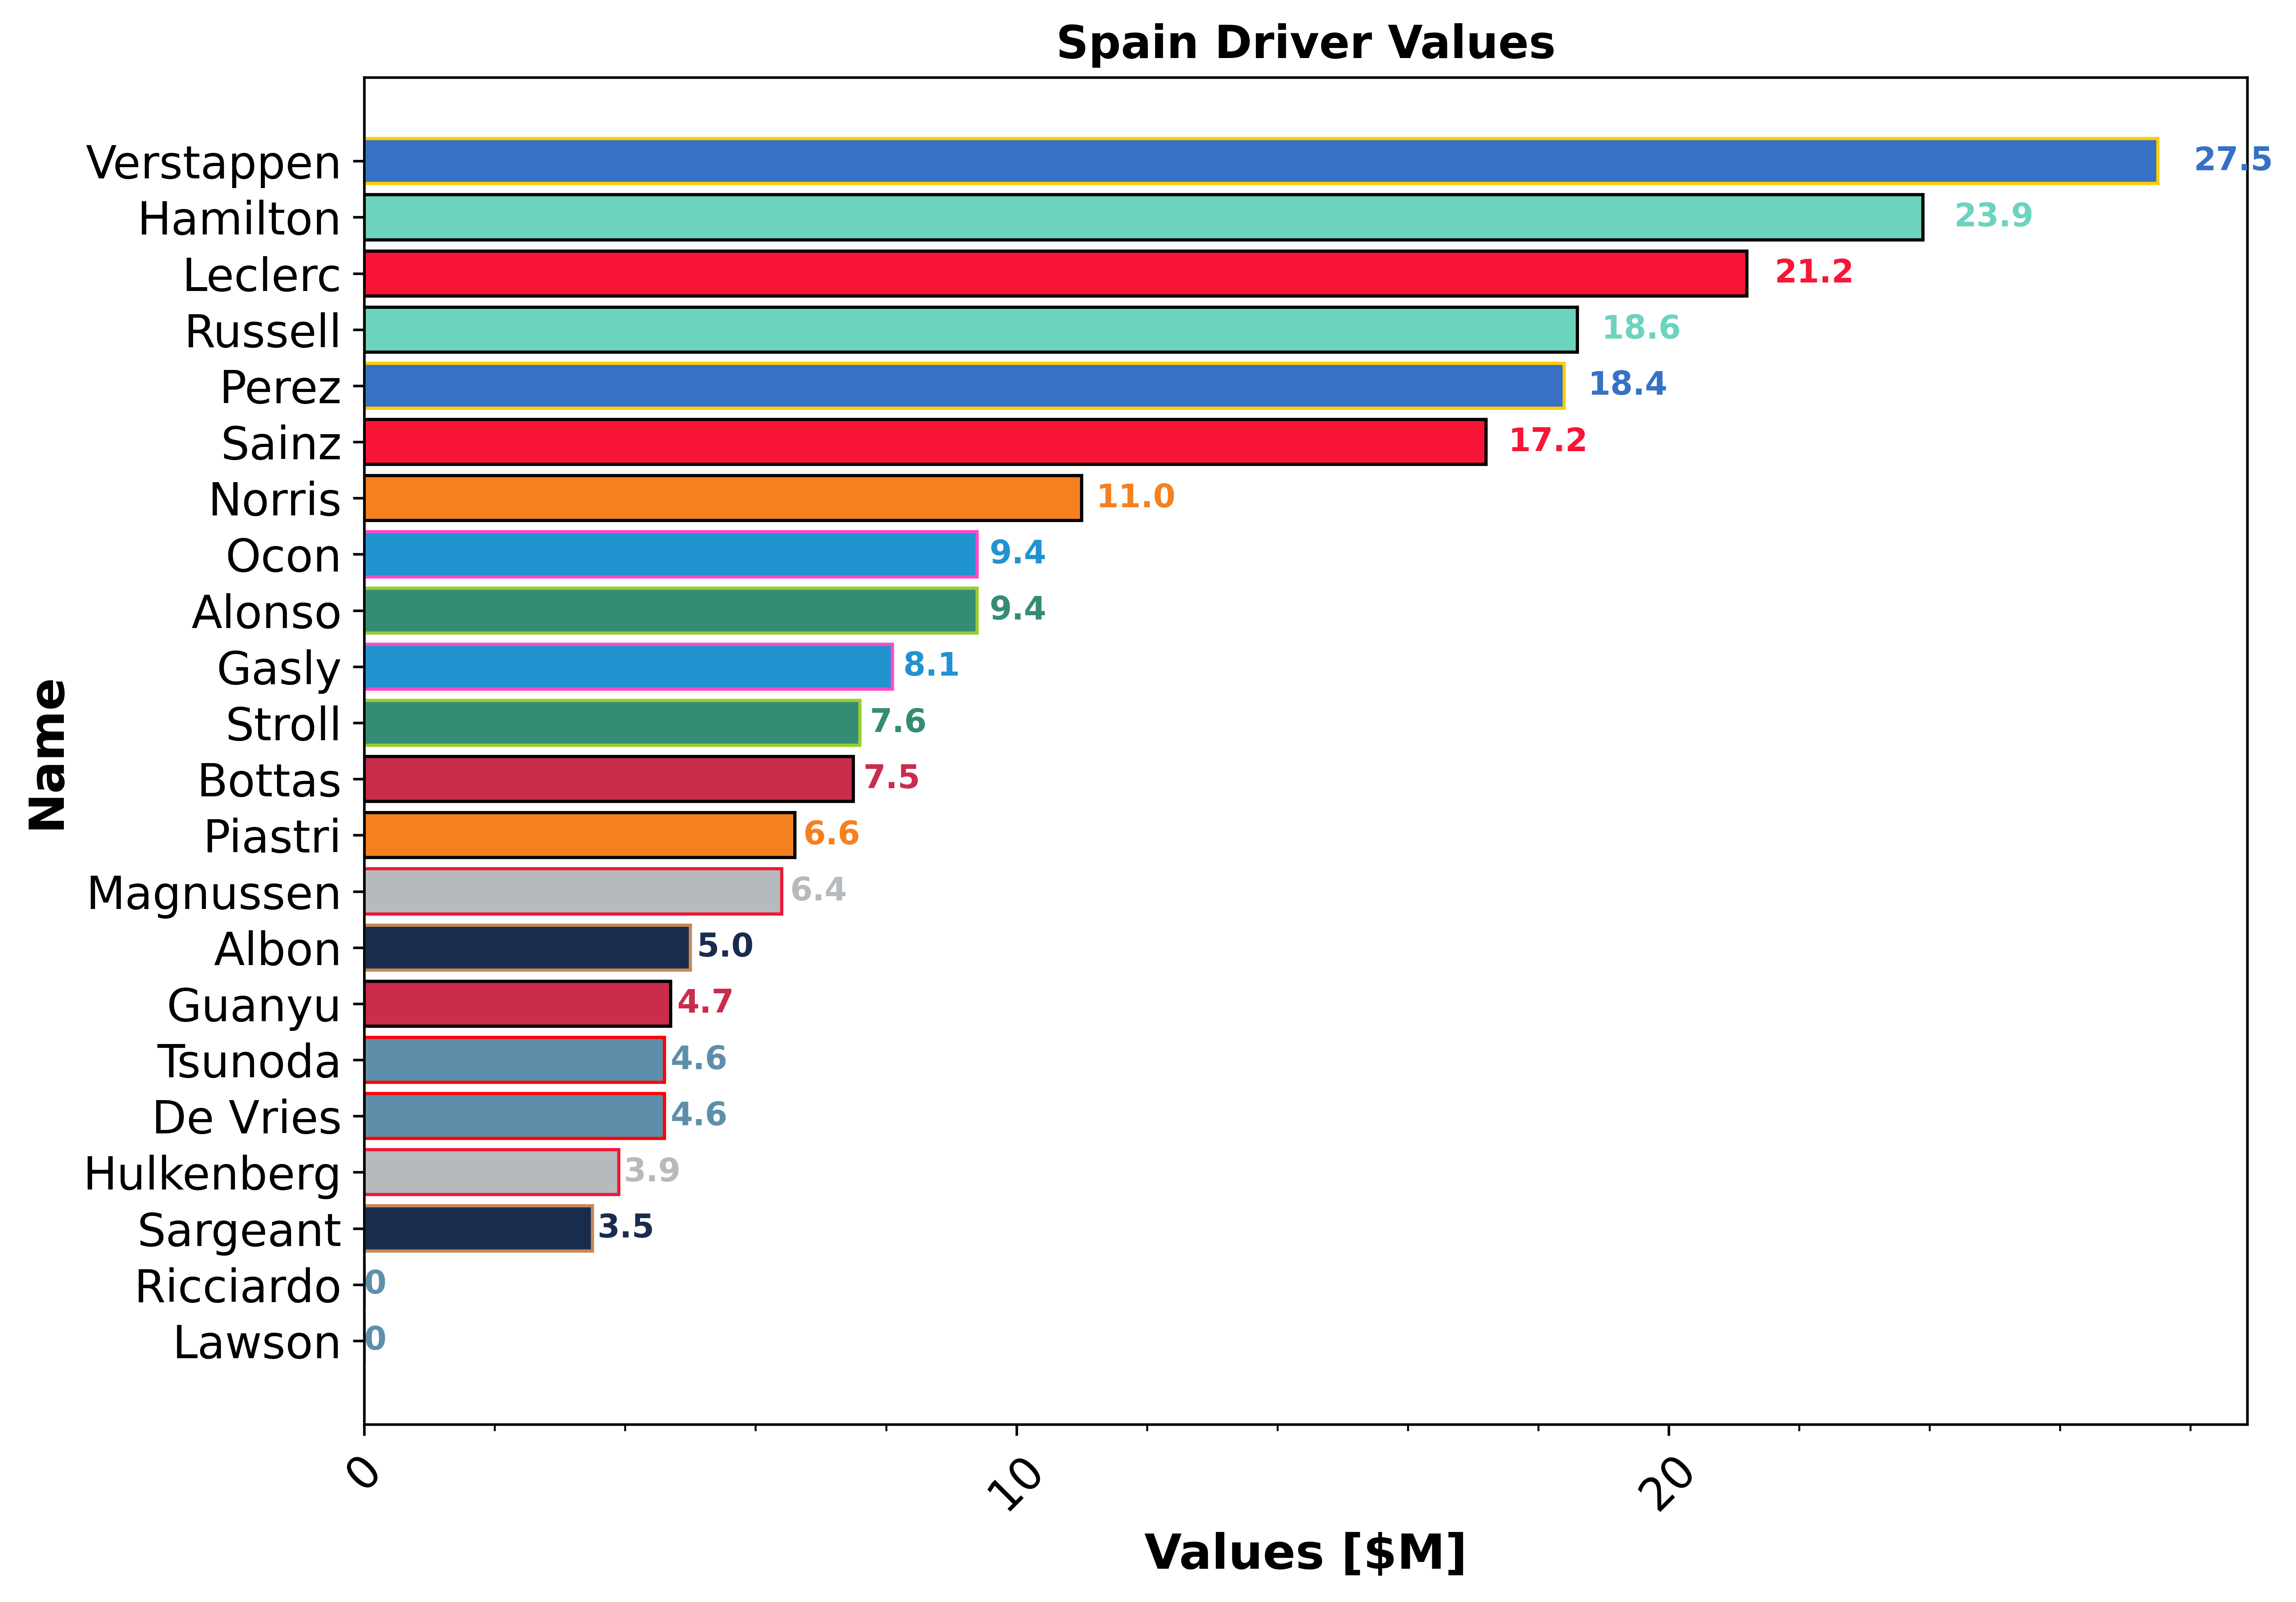 Spain Driver Values
Name
Verstappen 27.5
Hamilton 23.9
Leclerc 21.2
Russell 18.6
Perez 18.4
Sainz 17.2
Norris 11.0
Ocon 9.4
Alonso 9.4
Gasly 8.1
Stroll 7.6
Bottas 7.5
Piastri 6.6
Magnussen 6.4
Albon 5.0
Guanyu 4.7
Tsunoda 4.6
De Vries 4.6
Hulkenberg 3.9
Sargeant 3.5
Ricciardo 0
Lawson 0
0 10 20
Values [$M]